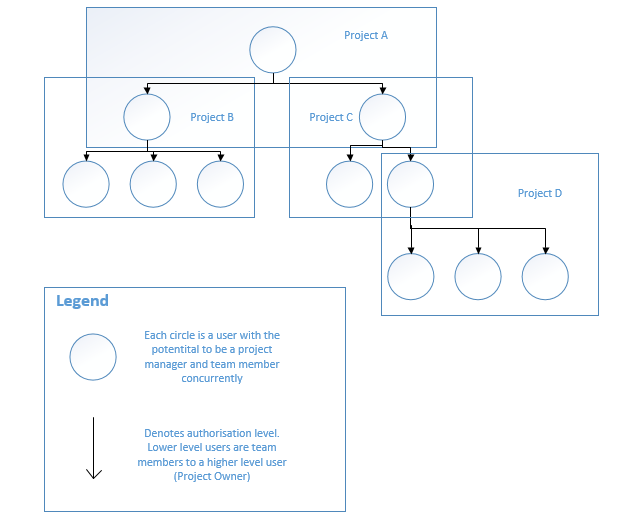 Project A
Project B
Project C
Project D
Legend
Each circle is a user with the
potentital to be a project
manager and team member
concurrently
Denotes authorisation level.
Lower level users are team
members to a higher level user
(Project Owner)